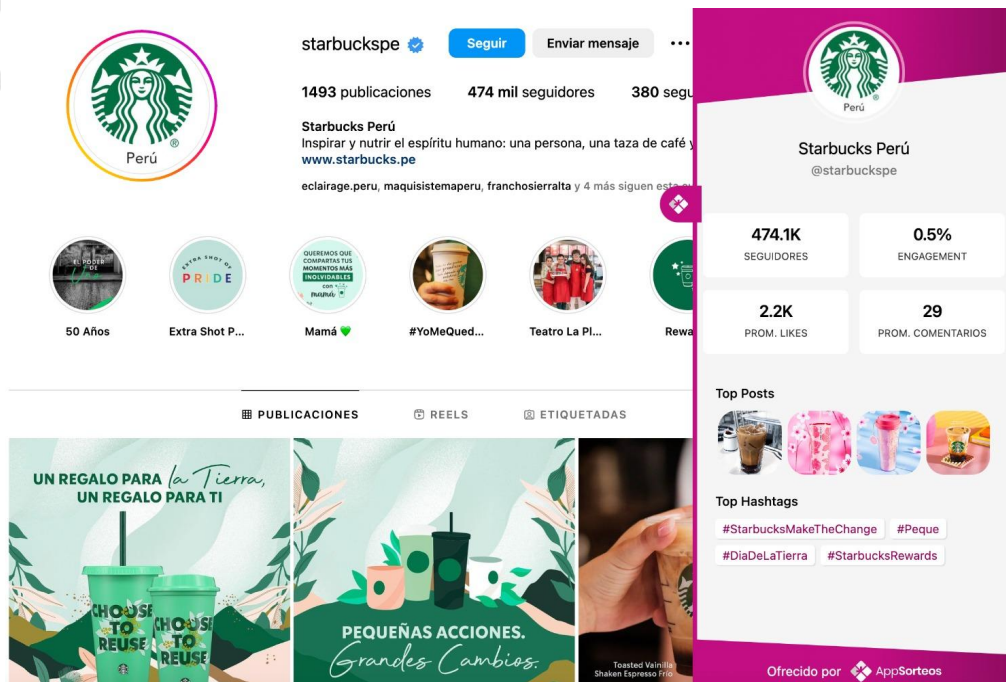 starbuckspe
Seguir
Enviar mensaje
1493 publicaciones
474 mil seguidores
380 segu
Starbucks Perú
Inspirar y nutrir el espíritu humano: una persona, una taza de café y
www.starbucks.pe
eclairage.peru, maquisistemaperu, franchosierralta y 4 más siguen esta
Perú
EL PODER
DE
EXTRA SHOT OF
PRIDE
QUEREMOS QUE
COMPARTAS TUS
MOMENTOS MÁS
INOLVIDABLES
con
mamá
50 Años
Extra Shot P...
Mamá 💚
#YoMeQued...
Teatro La Pl...
Rewa
PUBLICACIONES
REELS
ETIQUETADAS
UN REGALO PARA la Tierra,
UN REGALO PARA TI
CHOOSE
TO
REUSE
CHOOSE
TO
REUSE
PEQUEÑAS ACCIONES.
Grandes Cambios.
Toasted Vainilla
Shaken Espresso Frío
Perú
Starbucks Perú
@starbuckspe
474.1K
SEGUIDORES
0.5%
ENGAGEMENT
2.2K
PROM. LIKES
29
PROM. COMENTARIOS
Top Posts
Top Hashtags
#StarbucksMakeTheChange
#Peque
#DiaDeLaTierra
#StarbucksRewards
Ofrecido por AppSorteos